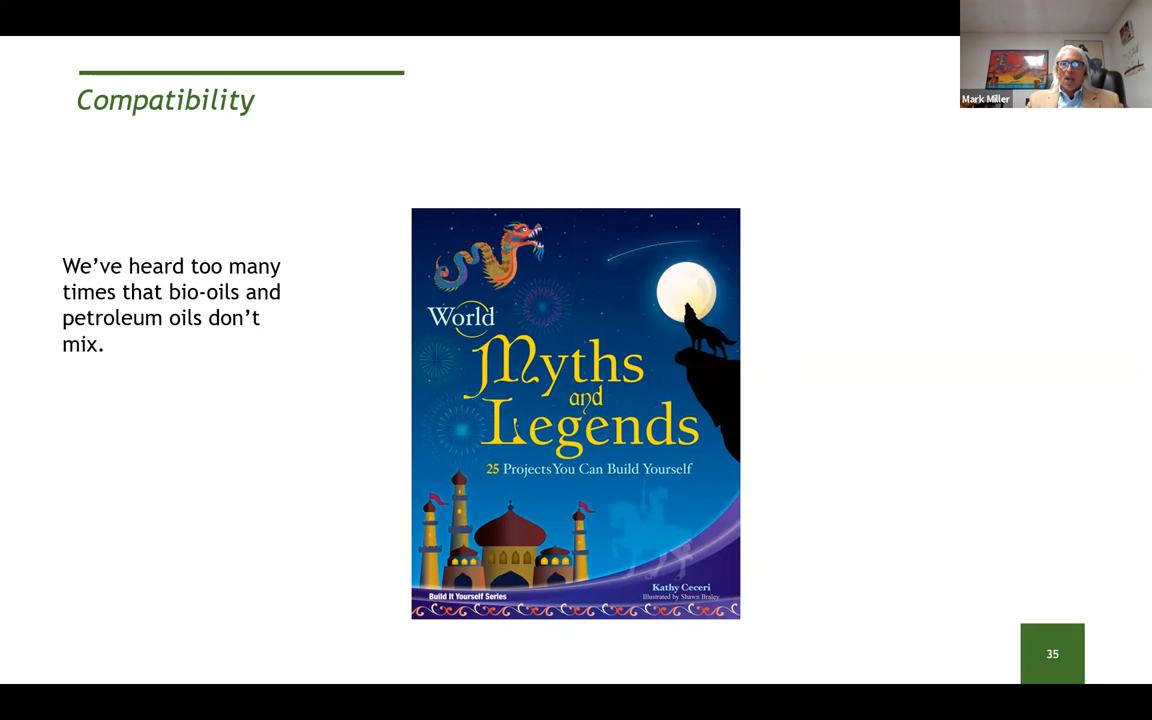 Compatibility
Mark Miller
We've heard too many
times that bio-oils and
petroleum oils don't
mix.
World
Myths
and
Legends
25 Projects You Can Build Yourself
Kathy Ceceri
Illustrated by Shawn Braley
Build It Yourself Series
35